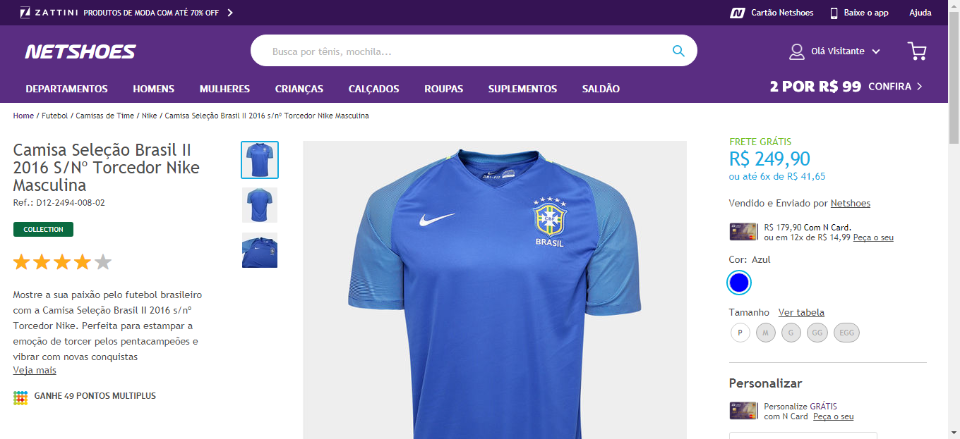 ZATTINI PRODUTOS DE MODA COM ATÉ 70% OFF
Cartão Netshoes
Baixe o app
Ajuda
NETSHOES
Busca por tênis, mochila...
Olá Visitante
DEPARTAMENTOS HOMENS MULHERES CRIANÇAS CALÇADOS ROUPAS SUPLEMENTOS SALDÃO
2 POR R$ 99 CONFIRA
Home / Futebol / Camisas de Time / Nike / Camisa Seleção Brasil II 2016 s/nº Torcedor Nike Masculina
Camisa Seleção Brasil II
2016 S/Nº Torcedor Nike
Masculina
Ref.: D12-2494-008-02
COLLECTION
Mostre a sua paixão pelo futebol brasileiro
com a Camisa Seleção Brasil II 2016 s/nº
Torcedor Nike. Perfeita para estampar a
emoção de torcer pelos pentacampeões e
vibrar com novas conquistas
Veja mais
GANHE 49 PONTOS MULTIPLUS
BRASIL
FRETE GRÁTIS
R$ 249,90
ou até 6x de R$ 41,65
Vendido e Enviado por Netshoes
R$ 179,90 Com N Card.
ou em 12x de R$ 14,99 Peça o seu
Cor: Azul
Tamanho Ver tabela
P M G GG EGG
Personalizar
Personalize GRÁTIS
com N Card Peça o seu